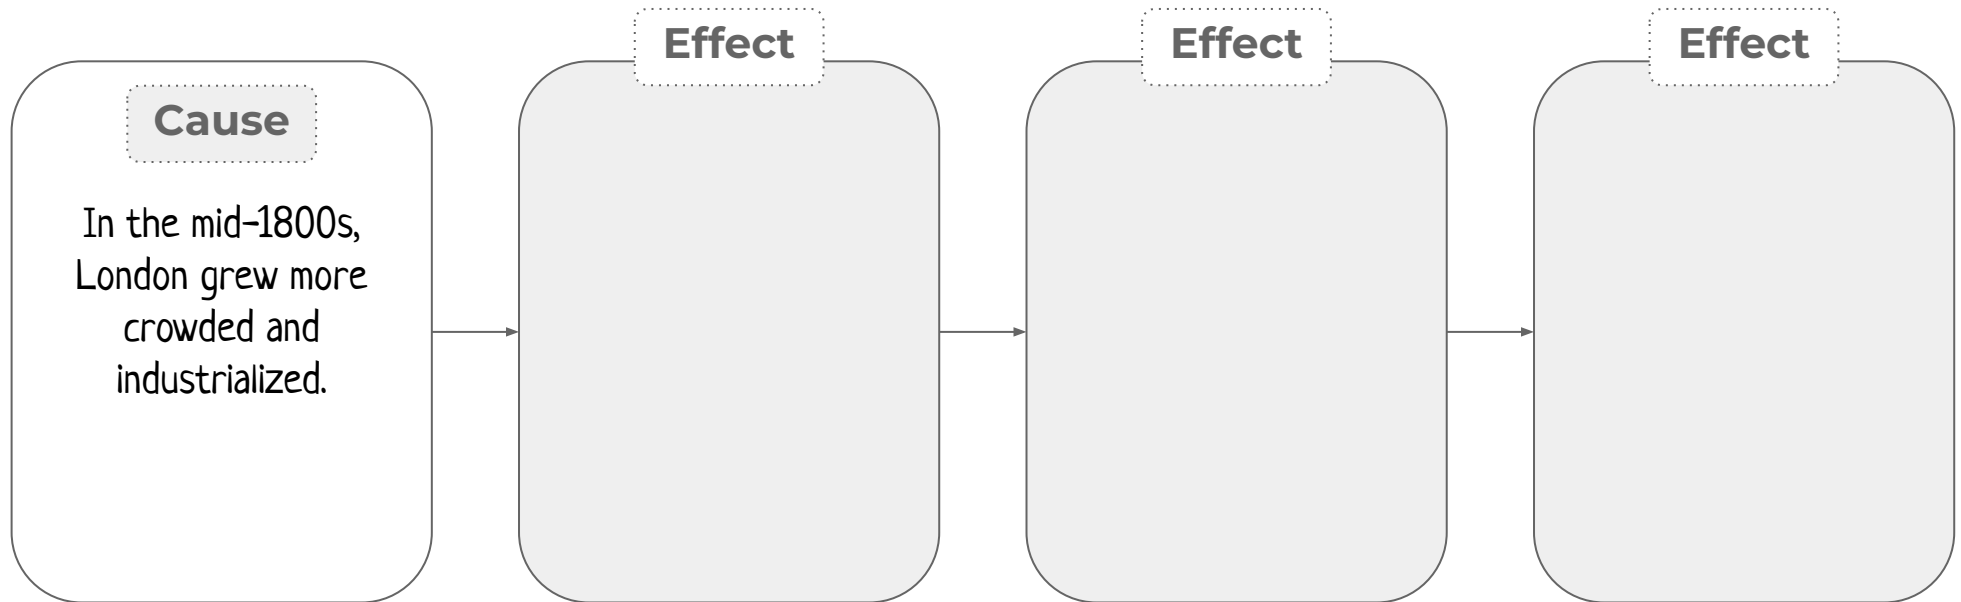 Cause
In the mid-1800s,
London grew more
crowded and
industrialized.
Effect
Effect
Effect